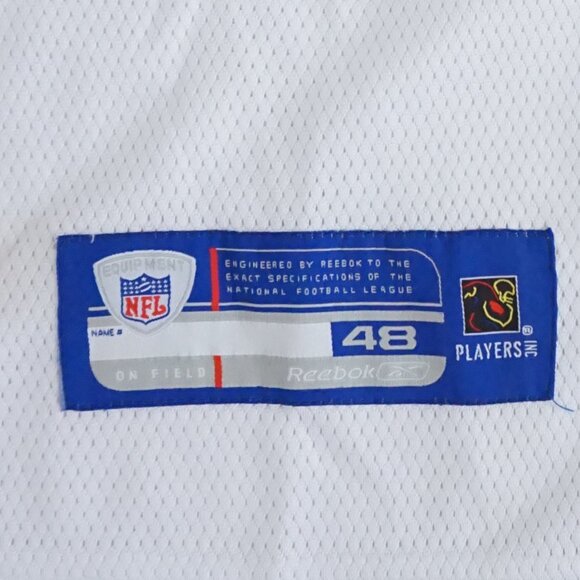 EQUIPMENT
NFL
ENGINEERED BY REEBOK TO THE
EXACT SPECIFICATIONS OF THE
NATIONAL FOOTBALL LEAGUE
NAME #
48
ON FIELD
Reebok
PLAYERS INC